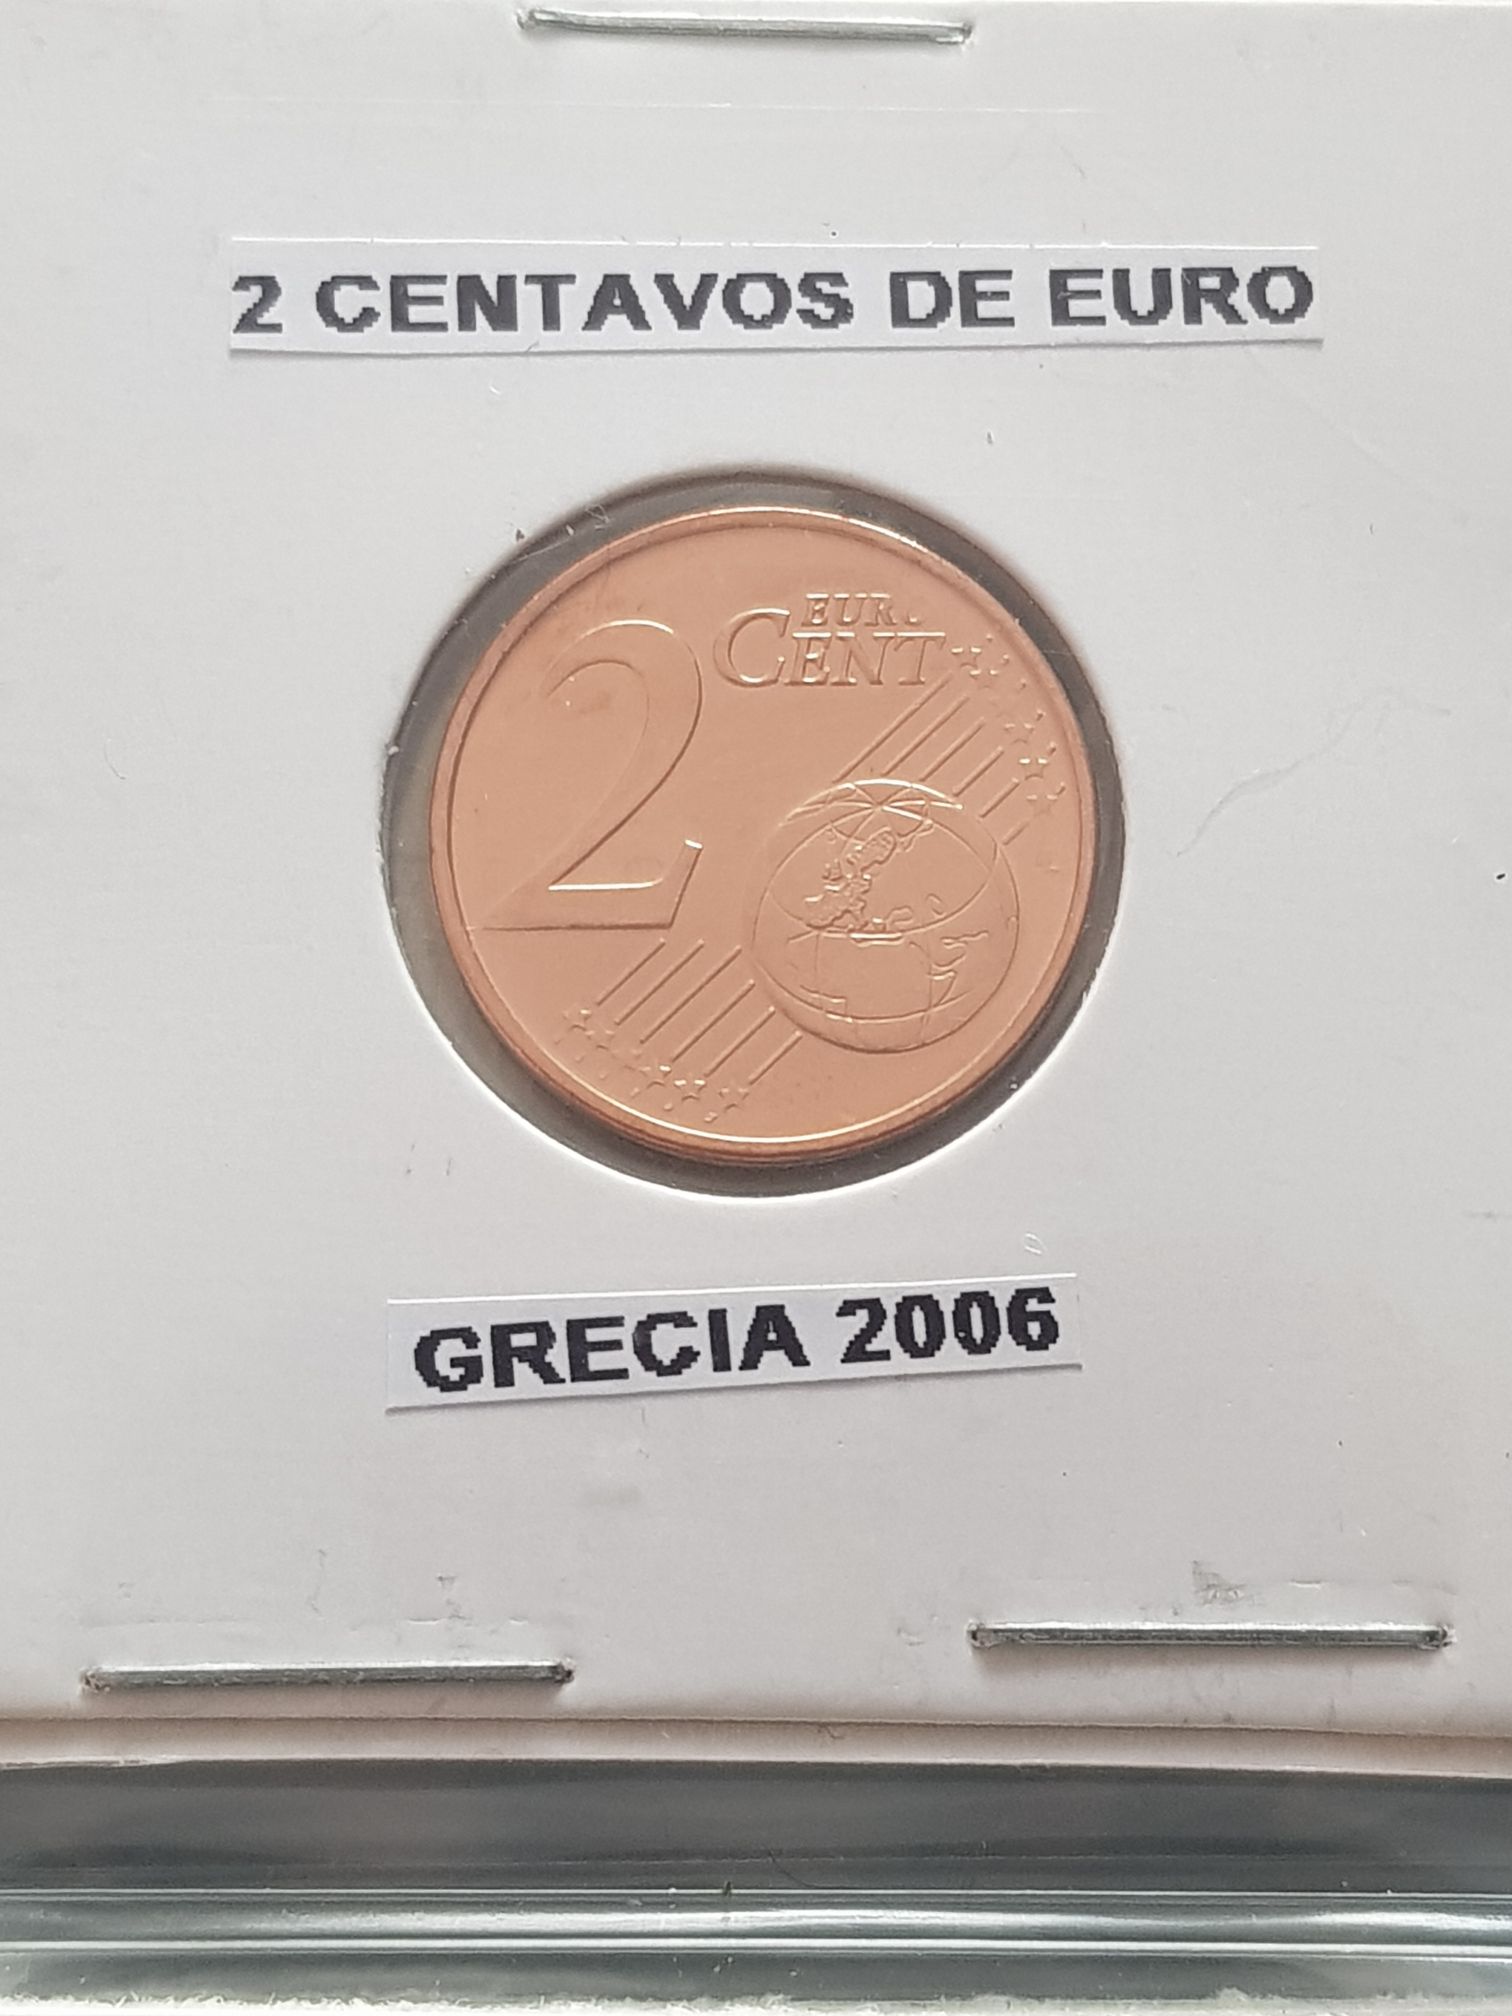 2 CENTAVOS DE EURO
2
EURO
CENT
GRECIA 2006